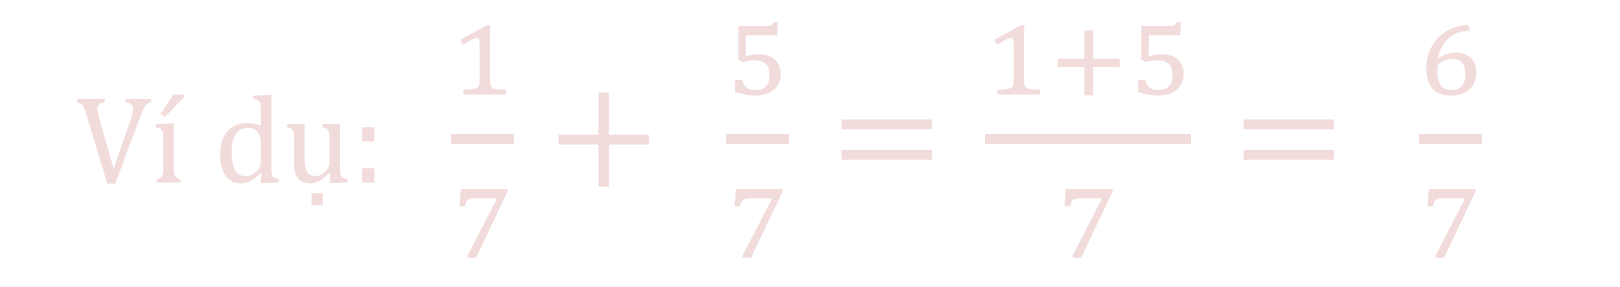 Ví dụ: 1/7 + 5/7 = 1+5/7 = 6/7